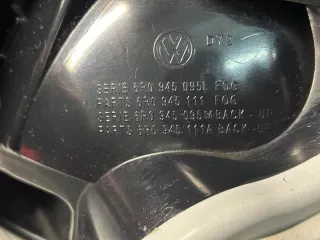 D78
SERIE 6R0 945 095L FOG
PARTS 6R0 945 111 FOG
SERIE 6R0 945 095M BACK - UP
PARTS 6R0 945 111A BACK - UP